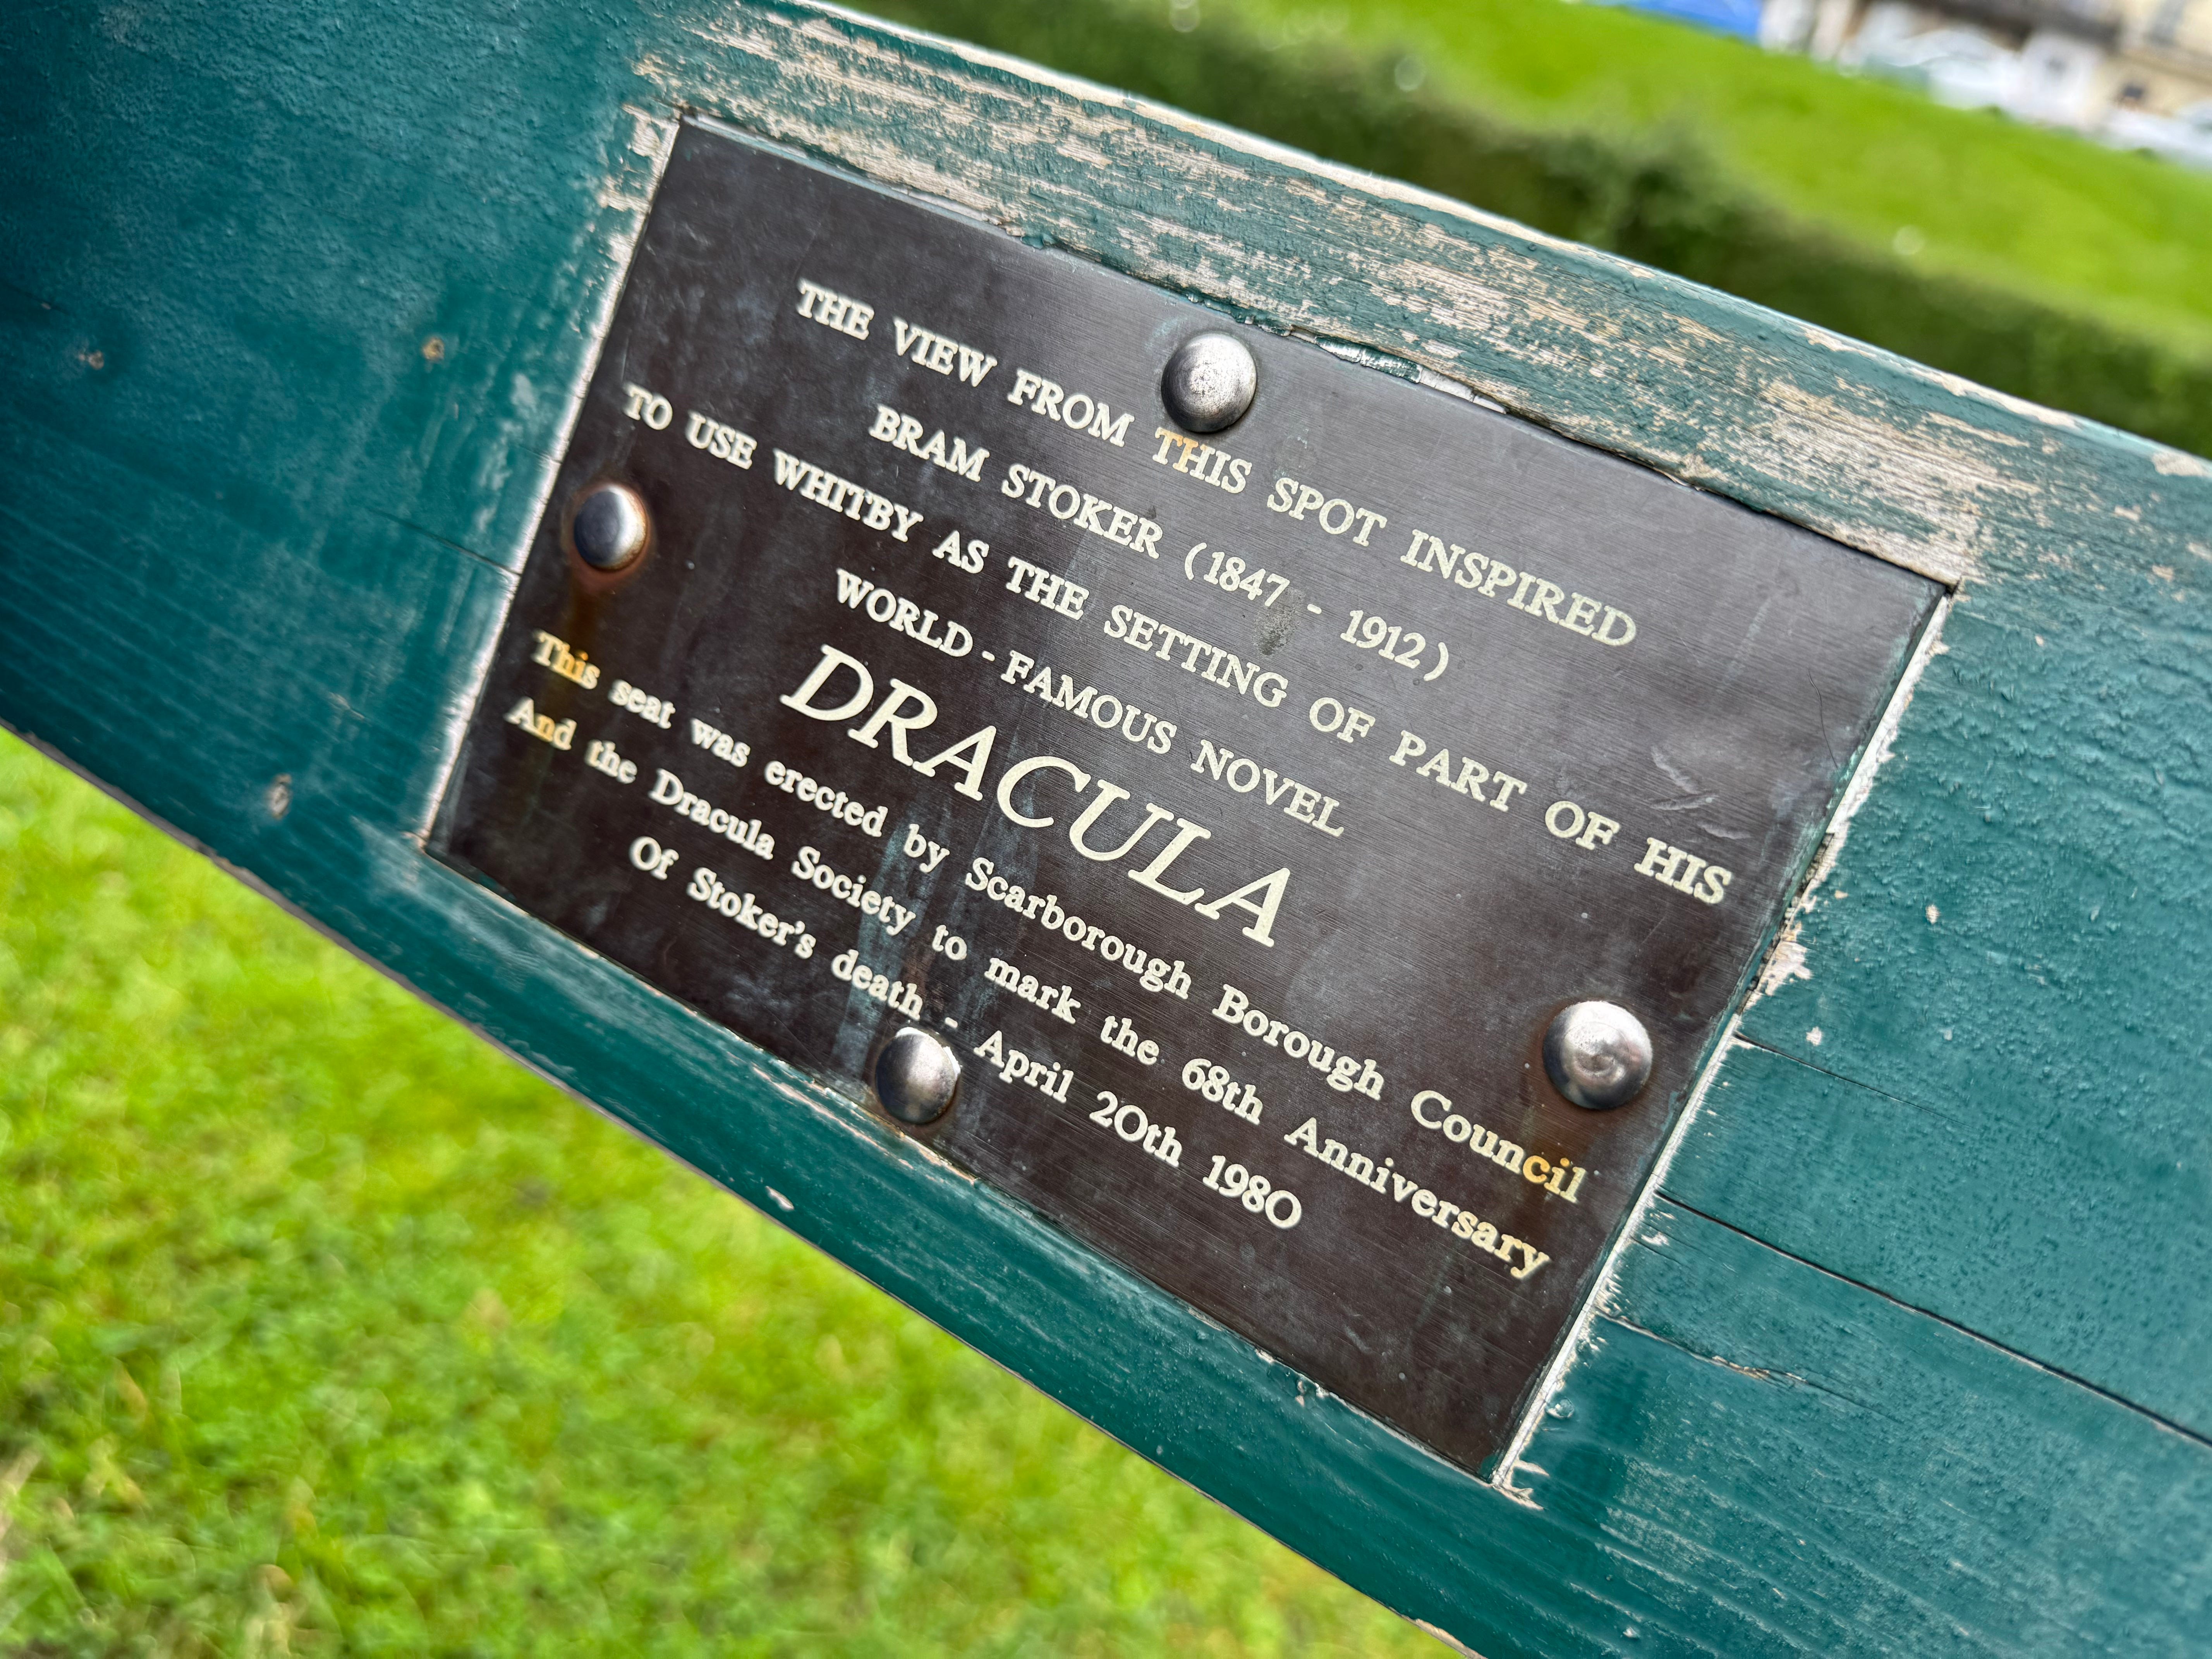 THE VIEW FROM THIS SPOT INSPIRED
BRAM STOKER (1847 - 1912)
TO USE WHITBY AS THE SETTING OF PART OF HIS
WORLD - FAMOUS NOVEL
DRACULA
This seat was erected by Scarborough Borough Council
And the Dracula Society to mark the 68th Anniversary
Of Stoker's death - April 20th 1980